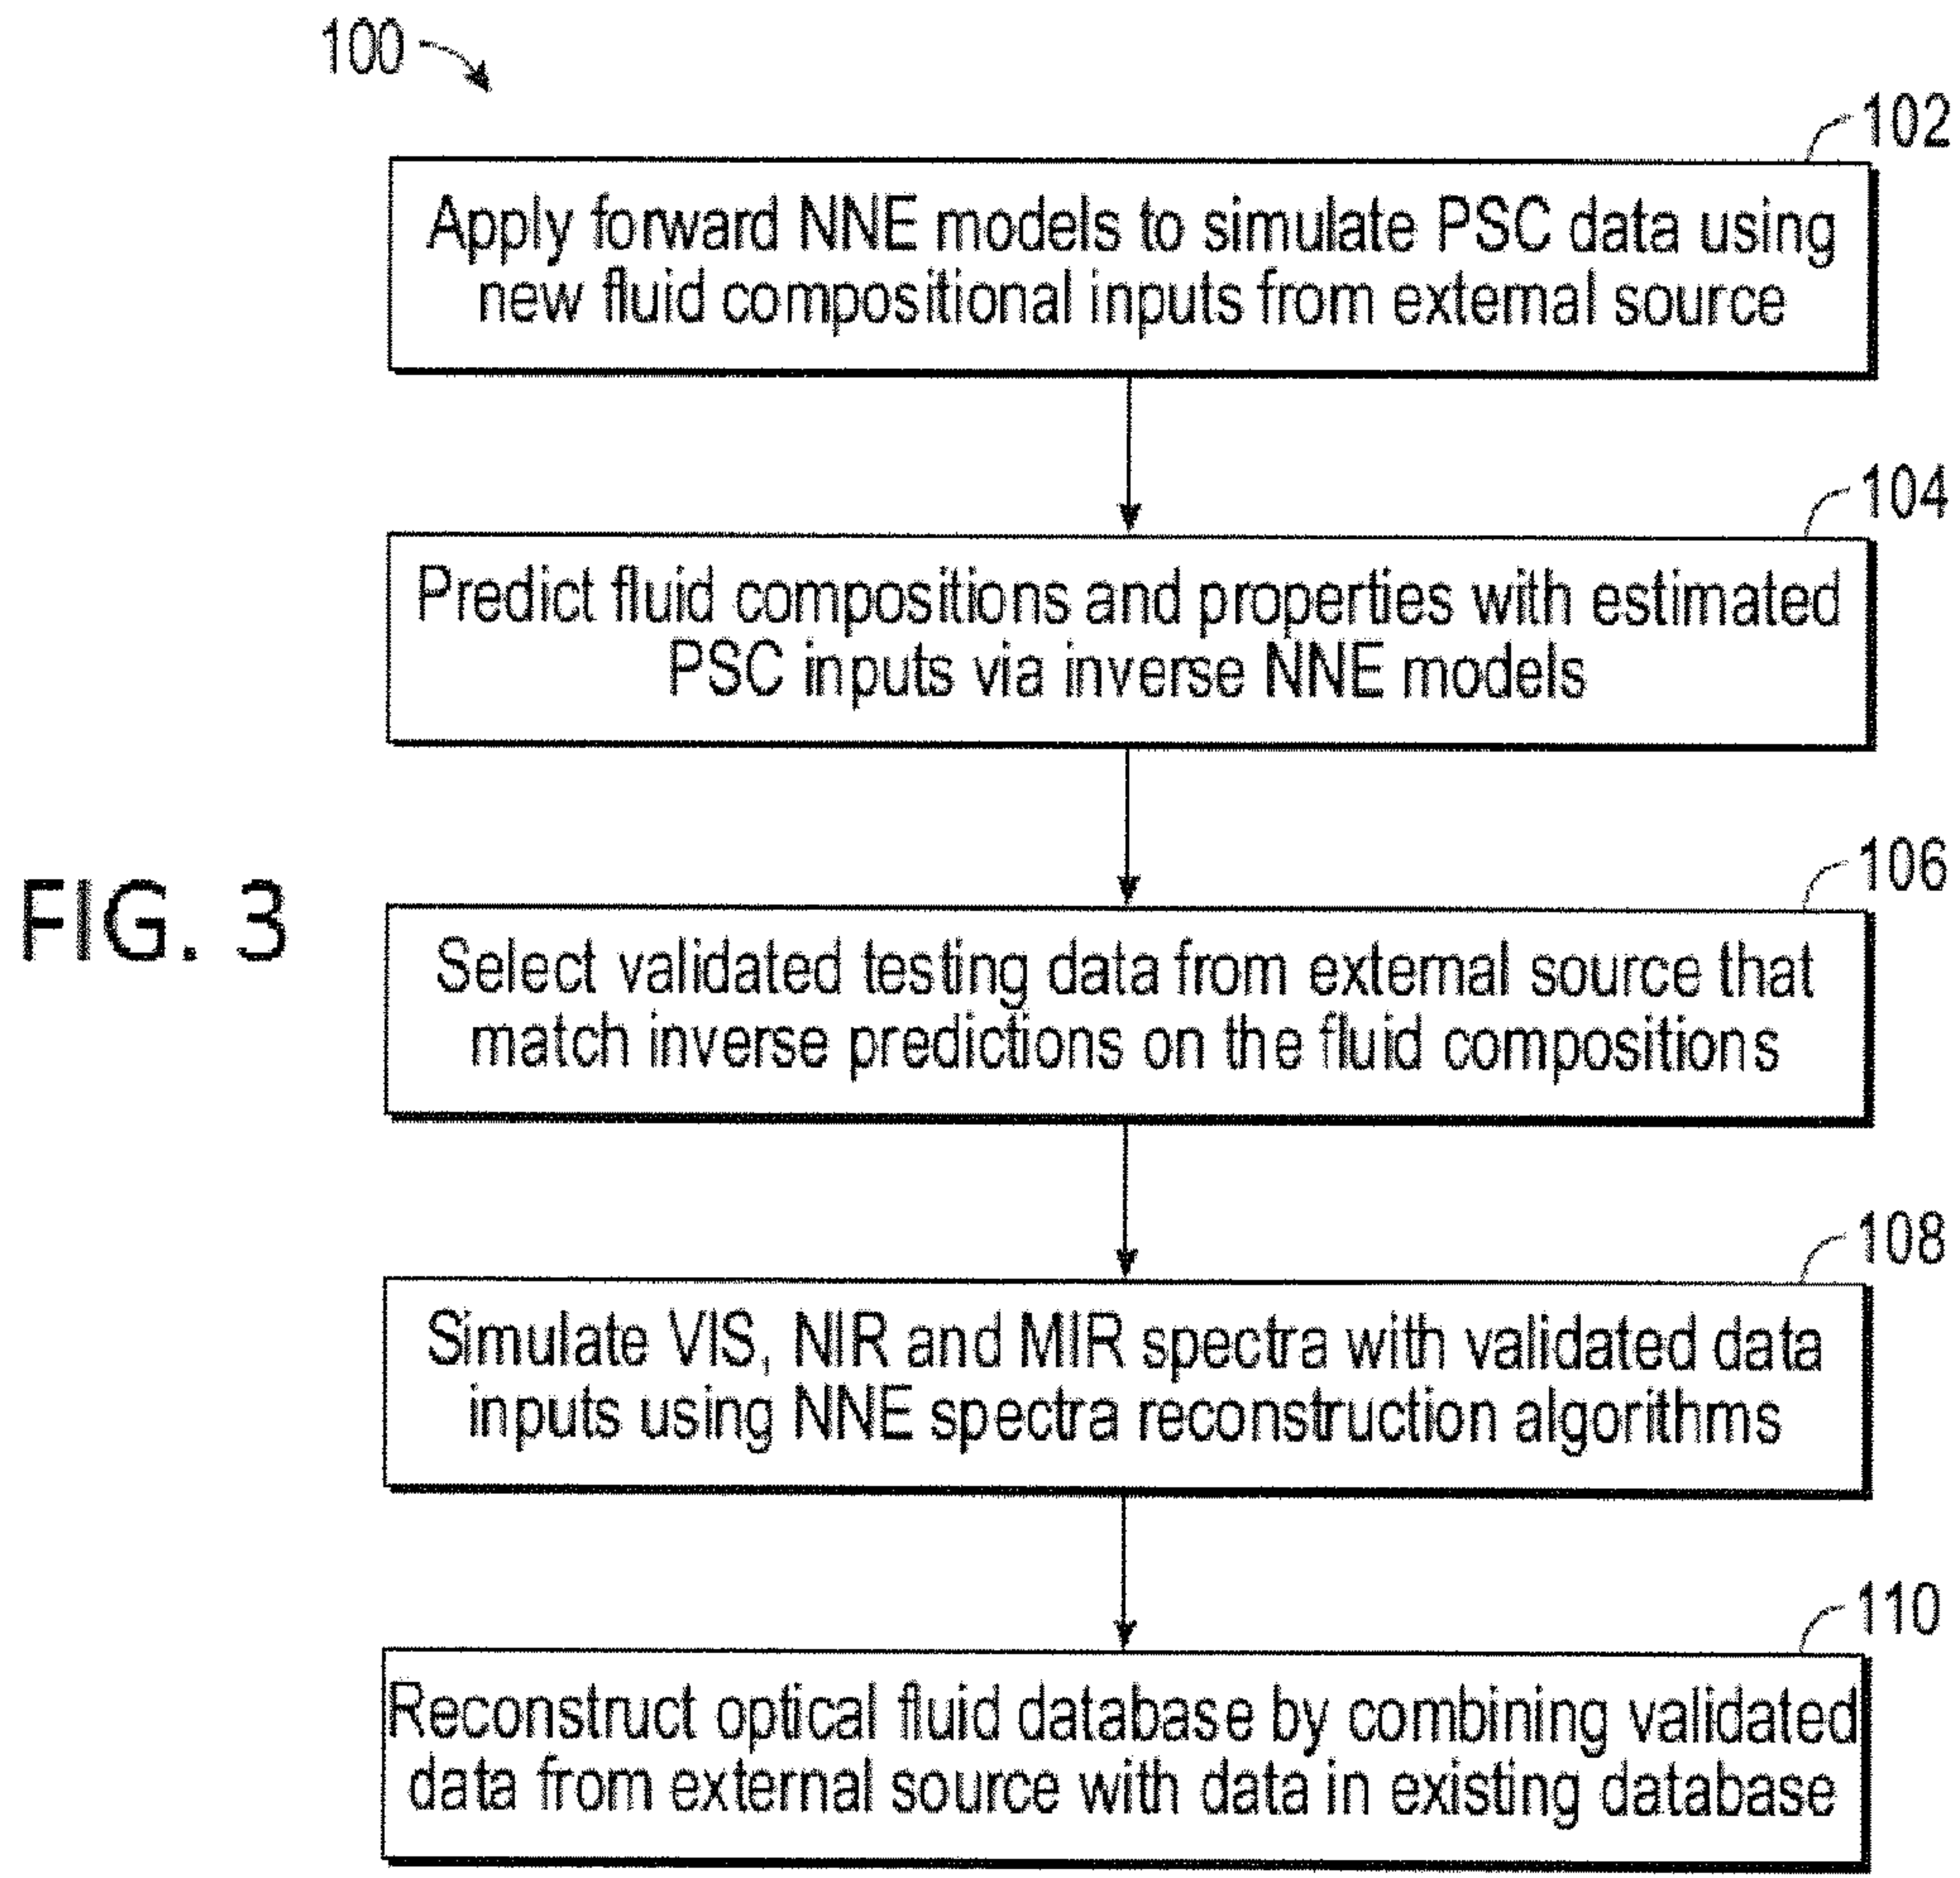 100
102
Apply forward NNE models to simulate PSC data using
new fluid compositional inputs from external source
104
Predict fluid compositions and properties with estimated
PSC inputs via inverse NNE models
106
FIG. 3
Select validated testing data from external source that
match inverse predictions on the fluid compositions
108
Simulate VIS, NIR and MIR spectra with validated data
inputs using NNE spectra reconstruction algorithms
110
Reconstruct optical fluid database by combining validated
data from external source with data in existing database